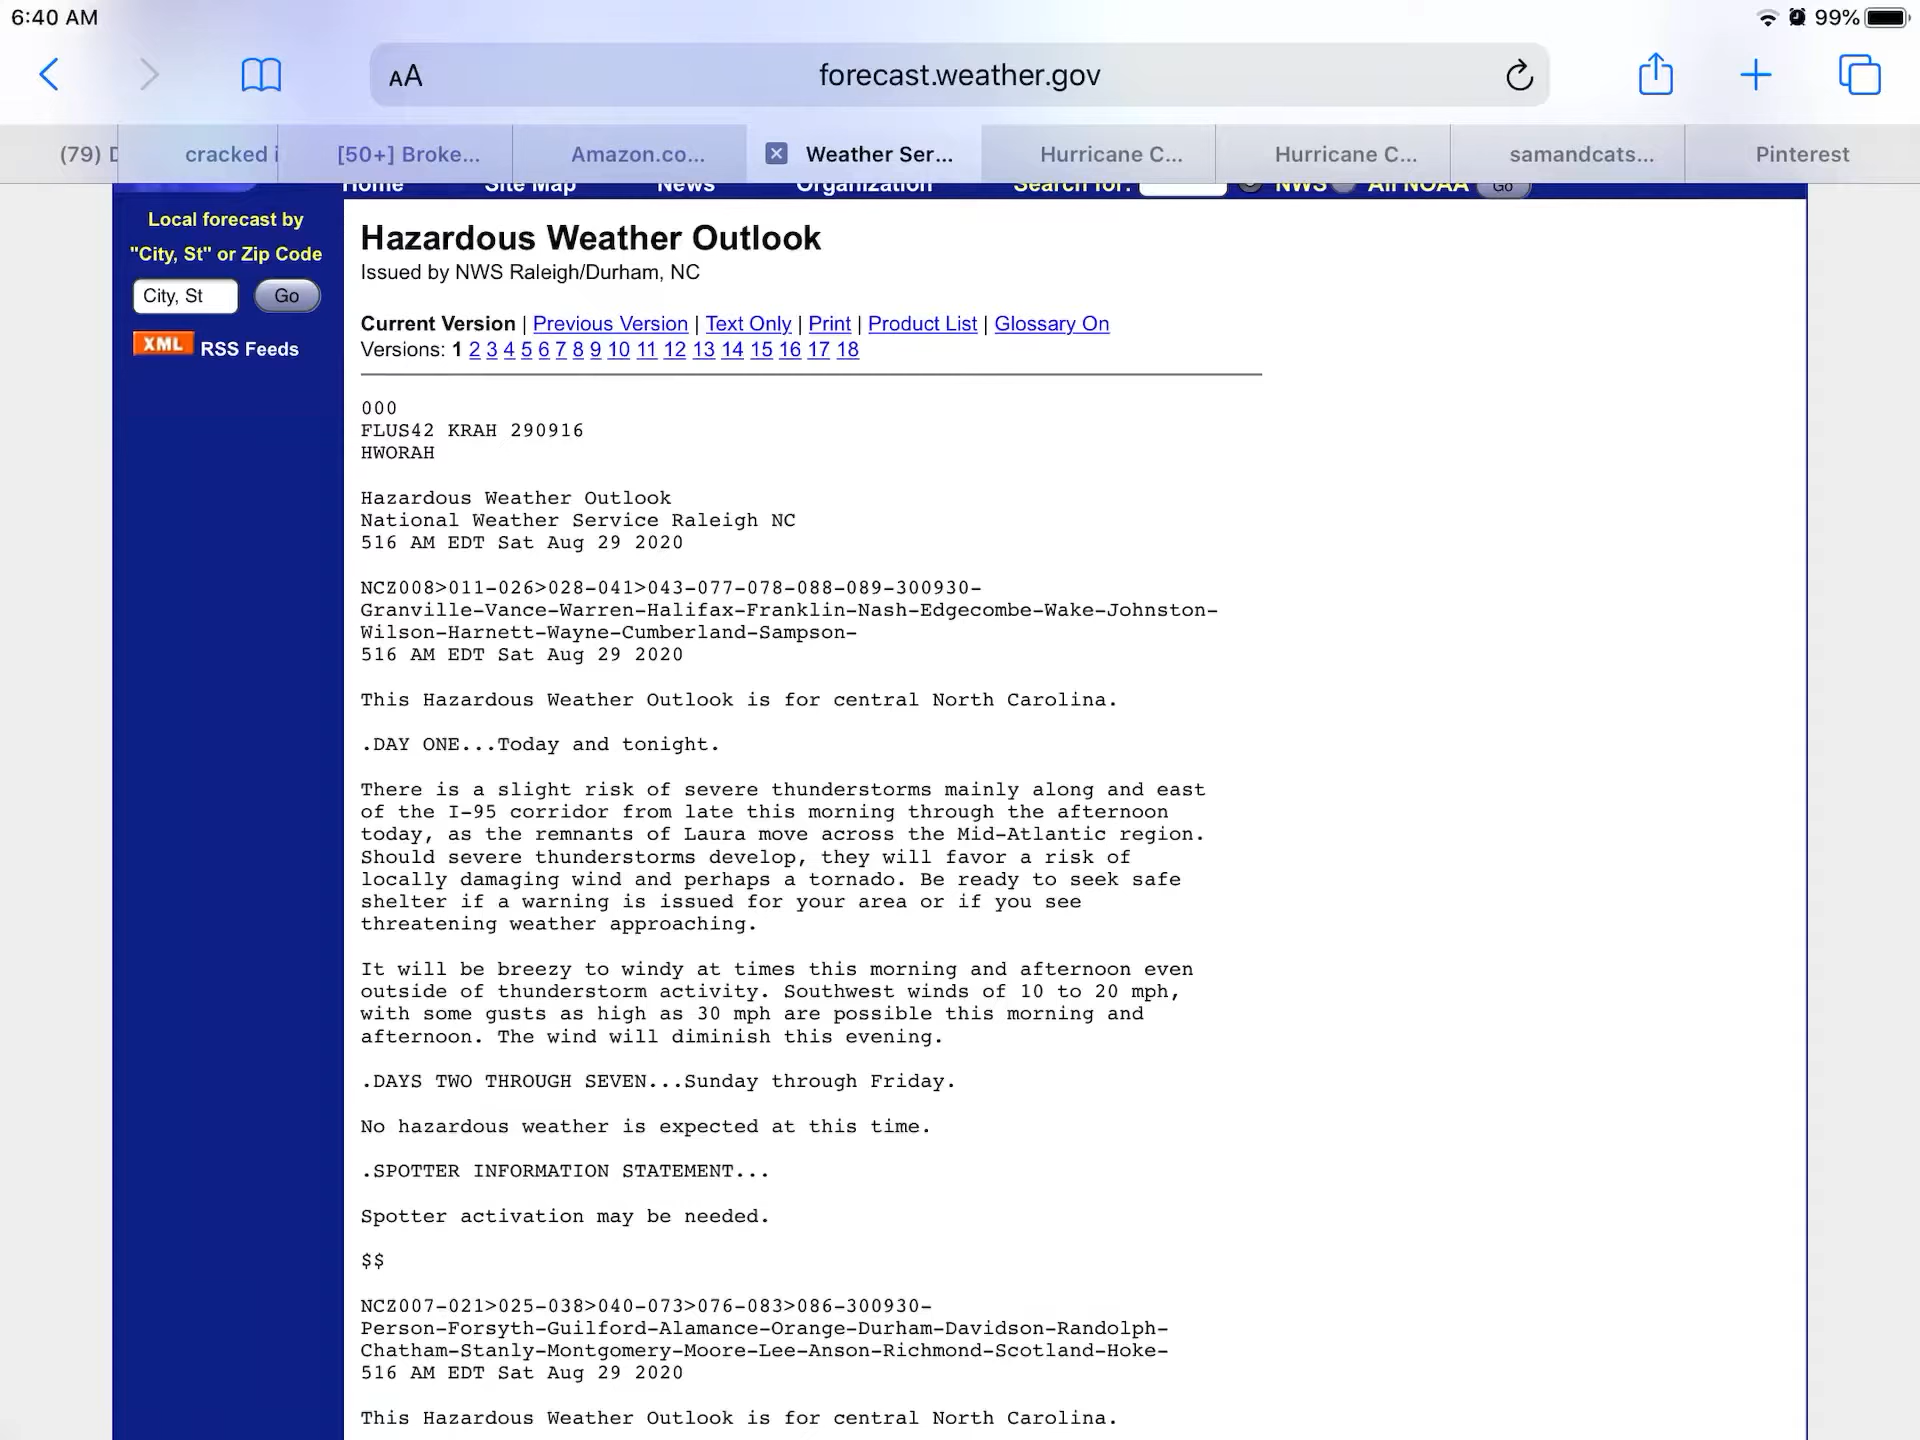 6:40 AM
99%
AA
forecast.weather.gov
(79) D
cracked i
[50+] Broke...
Amazon.co...
Weather Ser...
Hurricane C...
Hurricane C...
samandcats...
Pinterest
Home Site Map News Organization Search for: NWS All NOAA Go
Local forecast by
"City, St" or Zip Code
City, St Go
XML RSS Feeds
Hazardous Weather Outlook
Issued by NWS Raleigh/Durham, NC
Current Version | Previous Version | Text Only | Print | Product List | Glossary On
Versions: 1 2 3 4 5 6 7 8 9 10 11 12 13 14 15 16 17 18
000
FLUS42 KRAH 290916
HWORAH
Hazardous Weather Outlook
National Weather Service Raleigh NC
516 AM EDT Sat Aug 29 2020
NCZ008>011-026>028-041>043-077-078-088-089-300930-
Granville-Vance-Warren-Halifax-Franklin-Nash-Edgecombe-Wake-Johnston-
Wilson-Harnett-Wayne-Cumberland-Sampson-
516 AM EDT Sat Aug 29 2020
This Hazardous Weather Outlook is for central North Carolina.
.DAY ONE...Today and tonight.
There is a slight risk of severe thunderstorms mainly along and east
of the I-95 corridor from late this morning through the afternoon
today, as the remnants of Laura move across the Mid-Atlantic region.
Should severe thunderstorms develop, they will favor a risk of
locally damaging wind and perhaps a tornado. Be ready to seek safe
shelter if a warning is issued for your area or if you see
threatening weather approaching.
It will be breezy to windy at times this morning and afternoon even
outside of thunderstorm activity. Southwest winds of 10 to 20 mph,
with some gusts as high as 30 mph are possible this morning and
afternoon. The wind will diminish this evening.
.DAYS TWO THROUGH SEVEN...Sunday through Friday.
No hazardous weather is expected at this time.
.SPOTTER INFORMATION STATEMENT...
Spotter activation may be needed.
$$
NCZ007-021>025-038>040-073>076-083>086-300930-
Person-Forsyth-Guilford-Alamance-Orange-Durham-Davidson-Randolph-
Chatham-Stanly-Montgomery-Moore-Lee-Anson-Richmond-Scotland-Hoke-
516 AM EDT Sat Aug 29 2020
This Hazardous Weather Outlook is for central North Carolina.